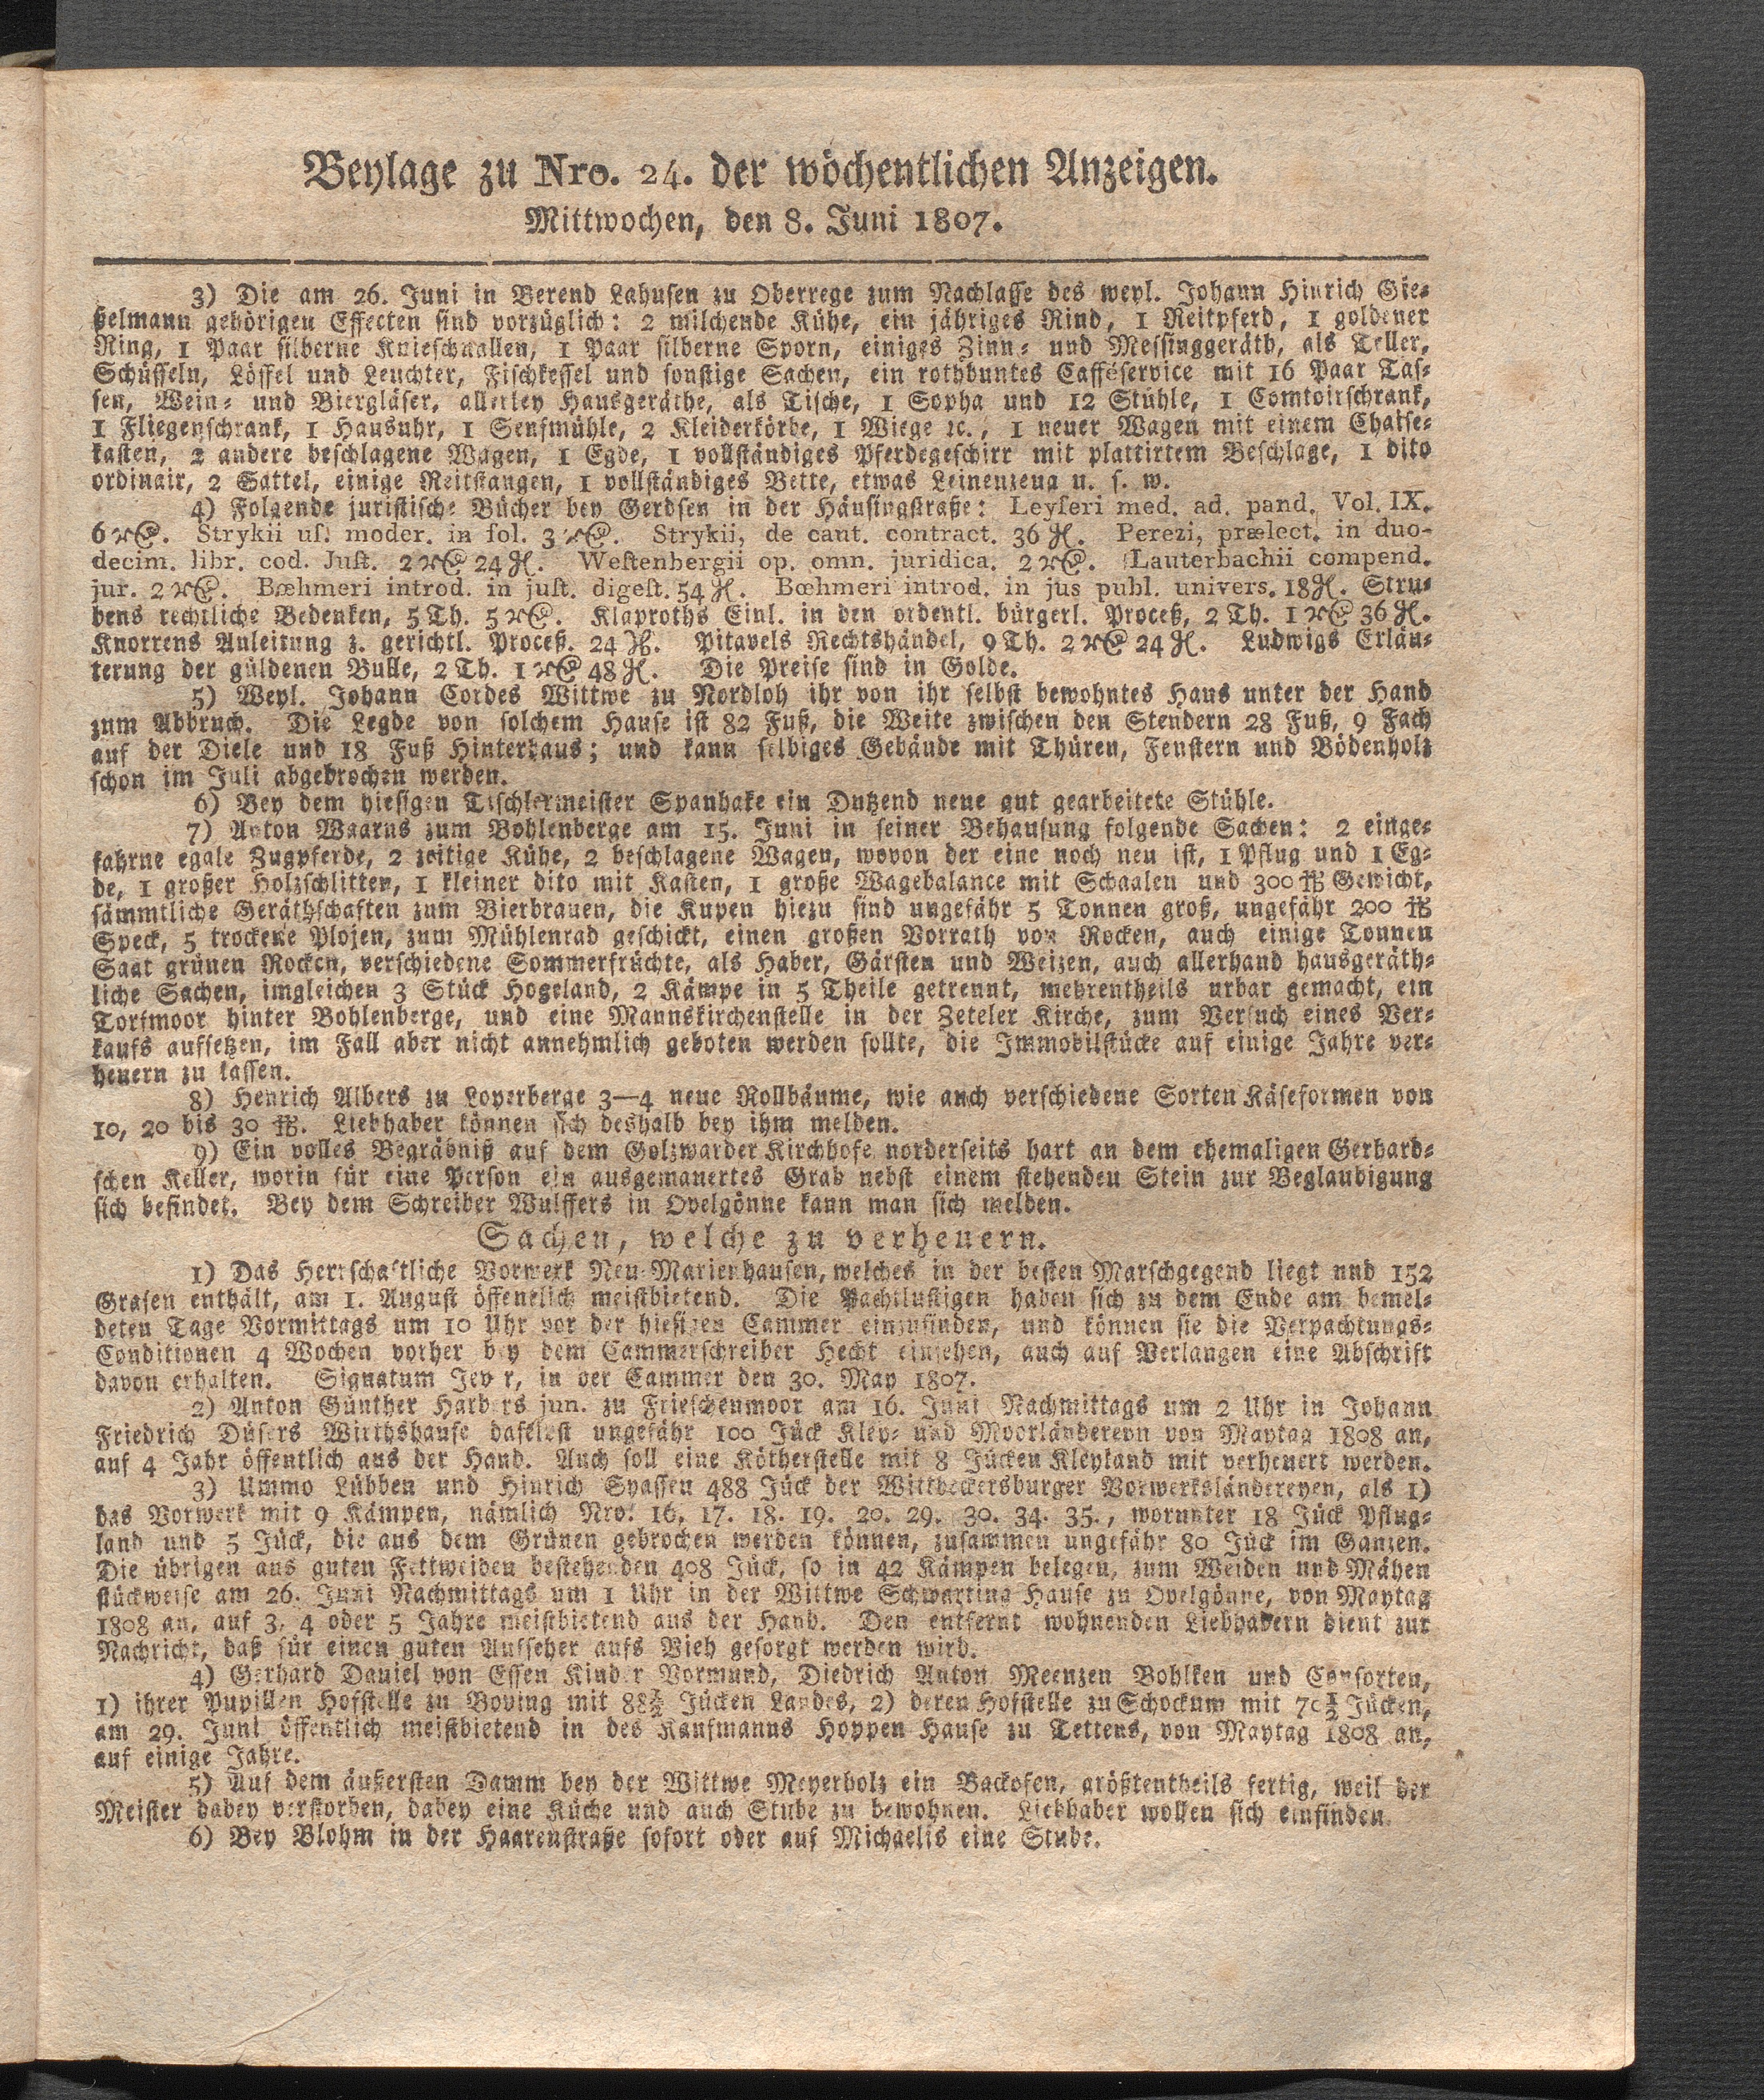 Beylage zu Nro. 24. der wöchentlichen Anzeigen.
Mittwochen, den 8. Juni 1807.
3) Die am 26. Juni in Berend Lahusen zu Oberrege zum Nachlasse des weyl. Johann Hinrich Gie-
ßelmann gehörigen Effecten sind vorzüglich: 2 milchende Kühe, ein jähriges Rind, 1 Reitpferd, 1 goldener
Ring, 1 Paar silberne Knieschnallen, 1 Paar silberne Sporn, einiges Zinn- und Messinggeräth, als Teller,
Schüsseln, Löffel und Leuchter, Fischkessel und sonstige Sachen, ein rothbuntes Cafféservice mit 16 Paar Tas-
sen, Wein- und Biergläser, allerley Hausgeräthe, als Tische, 1 Sopha und 12 Stühle, 1 Comtoirschrank,
1 Fliegenschrank, 1 Hausuhr, 1 Senfmühle, 2 Kleiderkörbe, 1 Wiege ꝛc., 1 neuer Wagen mit einem Chaise-
kasten, 2 andere beschlagene Wagen, 1 Egde, 1 vollständiges Pferdegeschirr mit plattirtem Beschlage, 1 dito
ordinair, 2 Sattel, einige Reitstangen, 1 vollständiges Bette, etwas Leinenzeug u. s. w.
4) Folgende juristische Bücher bey Gerdsen in der Häusingstraße: Leyſeri med. ad. pand. Vol. IX.
6 ₰. Strykii uſ. moder. in fol. 3 . Strykii, de cant. contract. 36 . Perezi, prælect. in duo-
decim. libr. cod. Juſt. 2 24 . Weſtenbergii op. omn. juridica. 2 . Lauterbachii compend.
jur. 2 . Bœhmeri introd. in juſt. digeſt. 54 . Bœhmeri introd. in jus publ. univers. 18 . Stru-
bens rechtliche Bedenken, 5 Th. 5 . Klaproths Einl. in den ordentl. bürgerl. Proceß, 2 Th. 1 36 .
Knorrens Anleitung z. gerichtl. Proceß. 24 . Pitavels Rechtshändel, 9 Th. 2 24 . Ludwigs Erläu-
terung der güldenen Bulle, 2 Th. 1 48 . Die Preise sind in Golde.
5) Weyl. Johann Cordes Wittwe zu Nordloh ihr von ihr selbst bewohntes Haus unter der Hand
zum Abbruch. Die Legde von solchem Hause ist 82 Fuß, die Weite zwischen den Stendern 28 Fuß, 9 Fach
auf der Diele und 18 Fuß Hinterhaus; und kann selbiges Gebäude mit Thüren, Fenstern und Bödenholz
schon im Juli abgebrochen werden.
6) Bey dem hiesigen Tischlermeister Spanhake ein Dutzend neue gut gearbeitete Stühle.
7) Anton Waarns zum Bohlenberge am 15. Juni in seiner Behausung folgende Sachen: 2 einge-
fahrne egale Zugpferde, 2 zeitige Kühe, 2 beschlagene Wagen, wovon der eine noch neu ist, 1 Pflug und 1 Eg-
de, 1 großer Holzschlitten, 1 kleiner dito mit Kasten, 1 große Wagebalance mit Schaalen und 300 ℔ Gewicht,
sämmtliche Geräthschaften zum Bierbrauen, die Kupen hiezu sind ungefähr 5 Tonnen groß, ungefähr 200 ℔
Speck, 5 trockene Plojen, zum Mühlenrad geschickt, einen großen Vorrath von Rocken, auch einige Tonnen
Saat grünen Rocken, verschiedene Sommerfrüchte, als Haber, Gärsten und Weizen, auch allerhand hausgeräth-
liche Sachen, imgleichen 3 Stück Hogeland, 2 Kämpe in 5 Theile getrennt, mehrentheils urbar gemacht, ein
Torfmoor hinter Bohlenberge, und eine Mannskirchenstelle in der Zeteler Kirche, zum Versuch eines Ver-
kaufs aufsetzen, im Fall aber nicht annehmlich geboten werden sollte, die Immobilstücke auf einige Jahre ver-
heuern zu lassen.
8) Henrich Albers zu Loyerberge 3—4 neue Rollbäume, wie auch verschiedene Sorten Käseformen von
10, 20 bis 30 ℔. Liebhaber können sich deshalb bey ihm melden.
9) Ein volles Begräbniß auf dem Golzwarder Kirchhofe norderseits hart an dem ehemaligen Gerhard-
schen Keller, worin für eine Person ein ausgemauertes Grab nebst einem stehenden Stein zur Beglaubigung
sich befindet. Bey dem Schreiber Wulffers in Ovelgönne kann man sich melden.
Sachen, welche zu verheuern.
1) Das Herrschaftliche Vorwerk Neu-Marienhausen, welches in der besten Marschgegend liegt und 152
Grasen enthält, am 1. August öffentlich meistbietend. Die Pachtlustigen haben sich zu dem Ende am bemel-
deten Tage Vormittags um 10 Uhr vor der hiesigen Cammer einzufinden, und können sie die Verpachtungs-
Conditionen 4 Wochen vorher bey dem Cammerschreiber Hecht einsehen, auch auf Verlangen eine Abschrift
davon erhalten. Signatum Jever, in der Cammer den 30. May 1807.
2) Anton Günther Harbers jun. zu Frieschenmoor am 16. Juni Nachmittags um 2 Uhr in Johann
Friedrich Düsers Wirthshause daselbst ungefähr 100 Jück Kley- und Moorländereyn von Maytag 1808 an,
auf 4 Jahr öffentlich aus der Hand. Auch soll eine Kötherstelle mit 8 Jücken Kleyland mit verheuert werden.
3) Ummo Lübben und Hinrich Spassen 488 Jück der Wittbeckersburger Vorwerksländereyen, als 1)
das Vorwerk mit 9 Kämpen, nämlich Nro. 16. 17. 18. 19. 20. 29. 30. 34. 35., worunter 18 Jück Pflug-
land und 5 Jück, die aus dem Grünen gebrochen werden können, zusammen ungefähr 80 Jück im Ganzen.
Die übrigen aus guten Fettweiden bestehenden 408 Jück, so in 42 Kämpen belegen, zum Weiden und Mähen
stückweise am 26. Juni Nachmittags um 1 Uhr in der Wittwe Schwarting Hause zu Ovelgönne, von Maytag
1808 an, auf 3, 4 oder 5 Jahre meistbietend aus der Hand. Den entfernt wohnenden Liebhabern dient zur
Nachricht, daß für einen guten Aufseher aufs Vieh gesorgt werden wird.
4) Gerhard Daniel von Essen Kinder Vormund, Diedrich Anton Meenzen Bohlken und Consorten,
1) ihrer Pupillen Hofstelle zu Boving mit 88½ Jücken Landes, 2) deren Hofstelle zu Schockum mit 70½ Jücken,
am 29. Juni öffentlich meistbietend in des Kaufmanns Hoppen Hause zu Tettens, von Maytag 1808 an,
auf einige Jahre.
5) Auf dem äußersten Damm bey der Wittwe Meyerholz ein Backofen, größtentheils fertig, weil der
Meister dabey verstorben, dabey eine Küche und auch Stube zu bewohnen. Liebhaber wollen sich einfinden.
6) Bey Blohm in der Haarenstraße sofort oder auf Michaelis eine Stube.